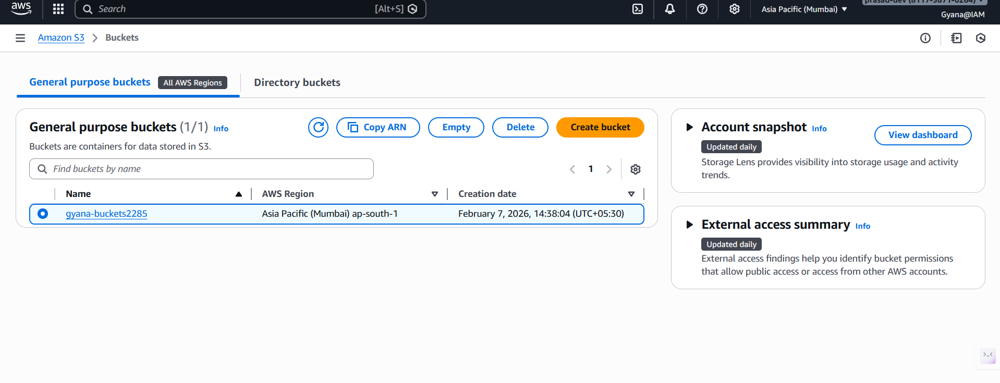 aws
Search [Alt+S]
Asia Pacific (Mumbai) ▼
prasad-dev (8117-3871-0264)
Gyana@IAM
Amazon S3 > Buckets
General purpose buckets All AWS Regions
Directory buckets
General purpose buckets (1/1) Info
Copy ARN
Empty
Delete
Create bucket
Buckets are containers for data stored in S3.
Find buckets by name
1
Name AWS Region Creation date
gyana-buckets2285 Asia Pacific (Mumbai) ap-south-1 February 7, 2026, 14:38:04 (UTC+05:30)
Account snapshot Info
View dashboard
Updated daily
Storage Lens provides visibility into storage usage and activity
trends.
External access summary Info
Updated daily
External access findings help you identify bucket permissions
that allow public access or access from other AWS accounts.